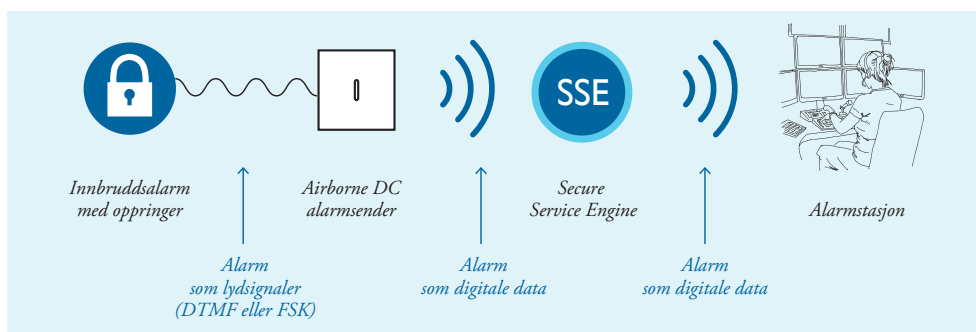 SSE
Innbruddsalarm
med oppringer
Airborne DC
alarmsender
Secure
Service Engine
Alarmstasjon
Alarm
som lydsignaler
(DTMF eller FSK)
Alarm
som digitale data
Alarm
som digitale data